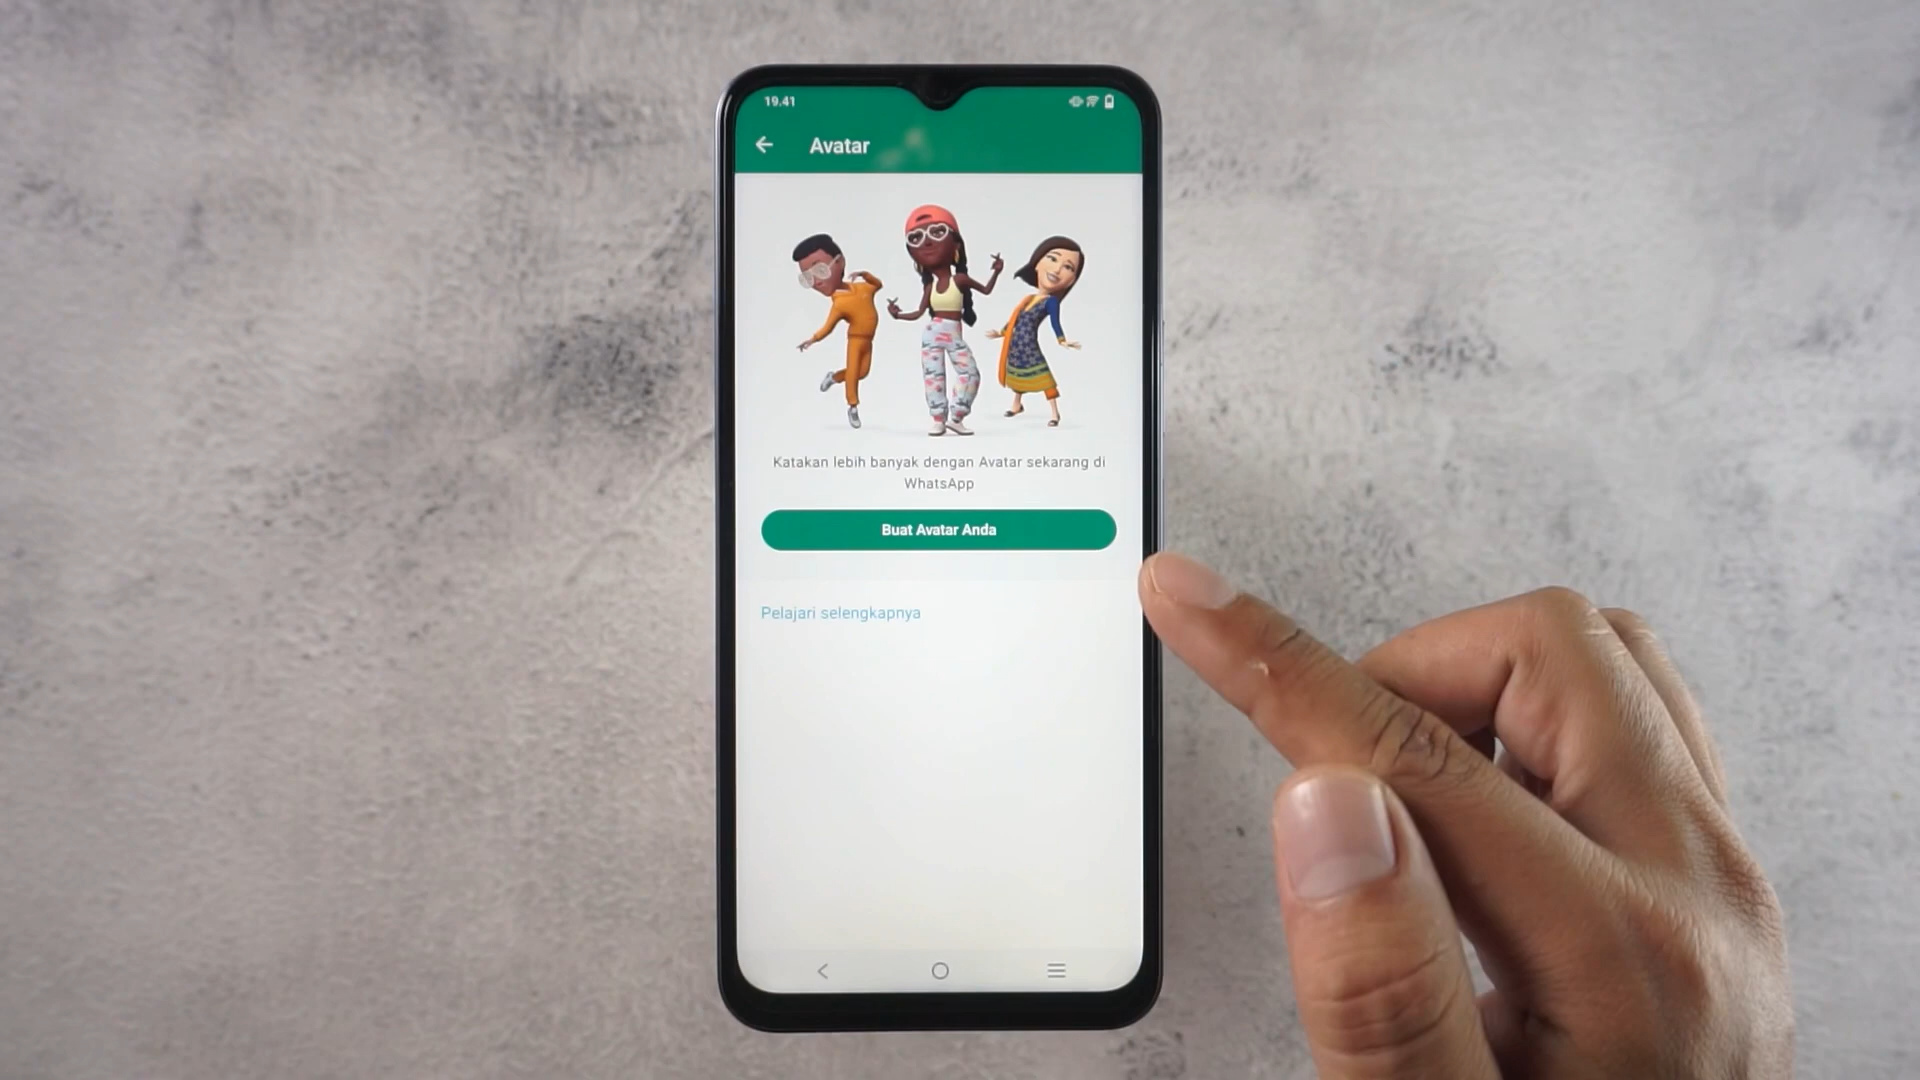 19.41
Avatar
Katakan lebih banyak dengan Avatar sekarang di
WhatsApp
Buat Avatar Anda
Pelajari selengkapnya